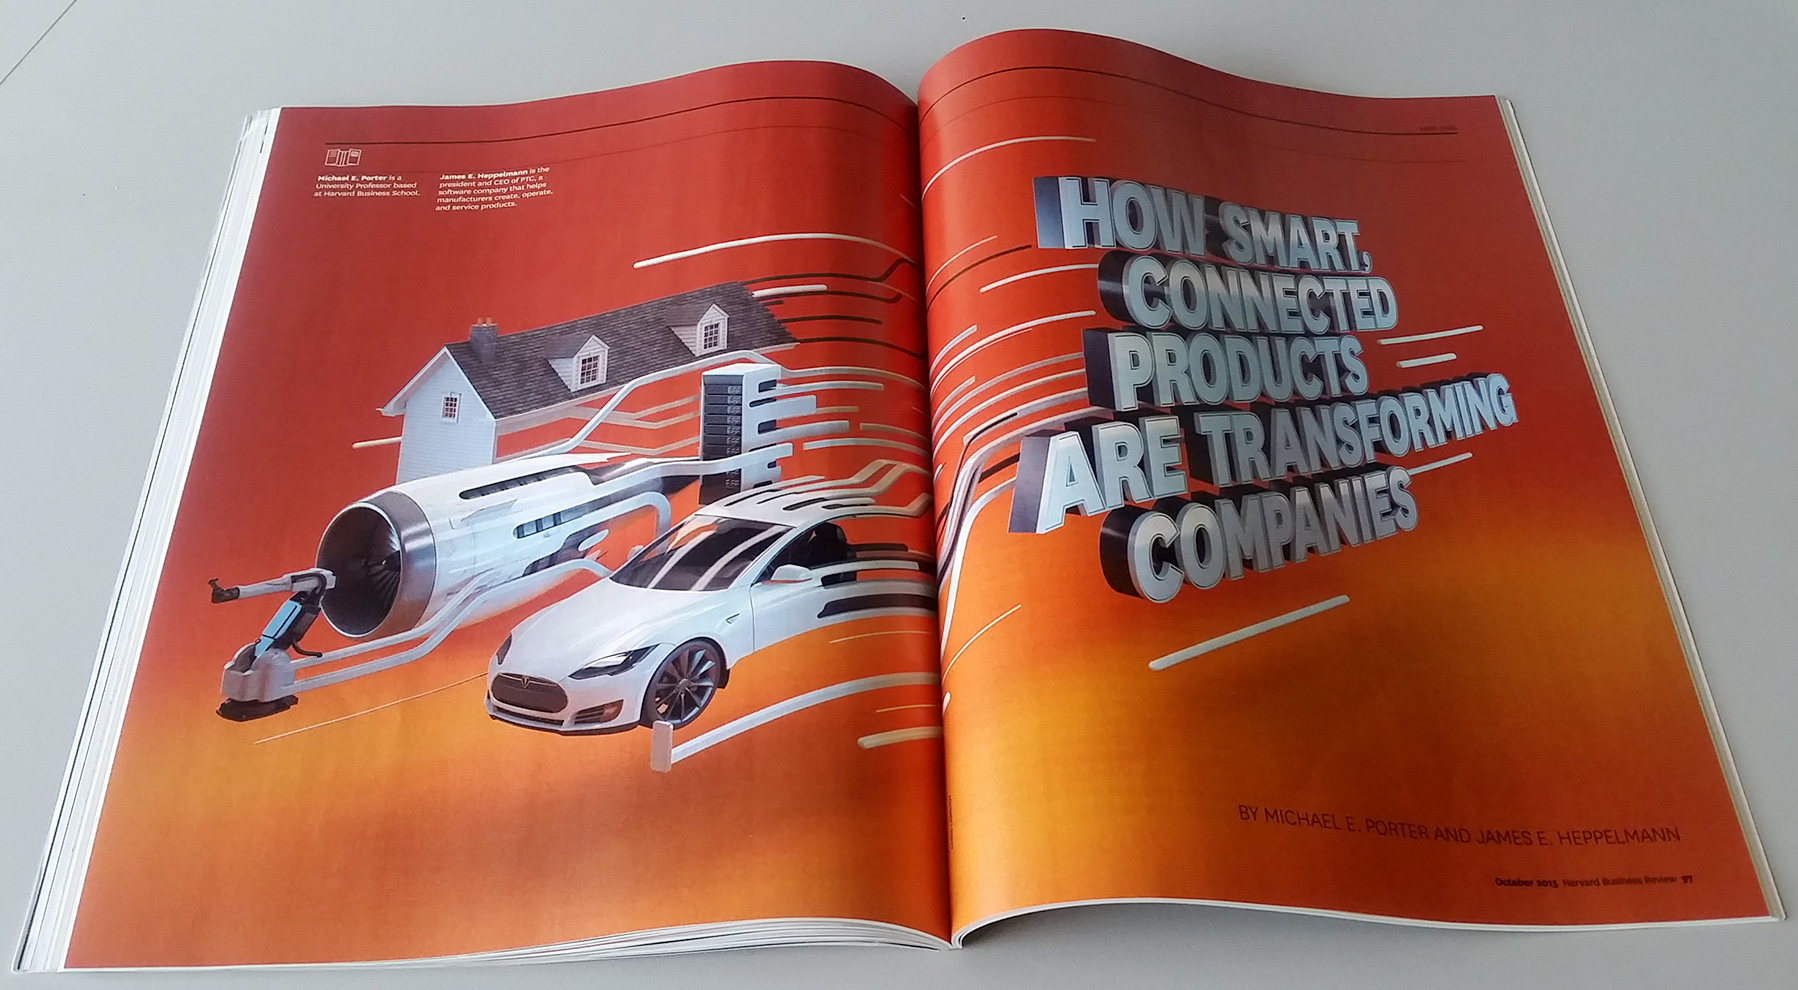 Michael E. Porter is a
University Professor based
at Harvard Business School.
James E. Heppelmann is the
president and CEO of PTC, a
software company that helps
manufacturers create, operate,
and service products.
HOW SMART,
CONNECTED
PRODUCTS
ARE TRANSFORMING
COMPANIES
BY MICHAEL E. PORTER AND JAMES E. HEPPELMANN
October 2015 Harvard Business Review 97